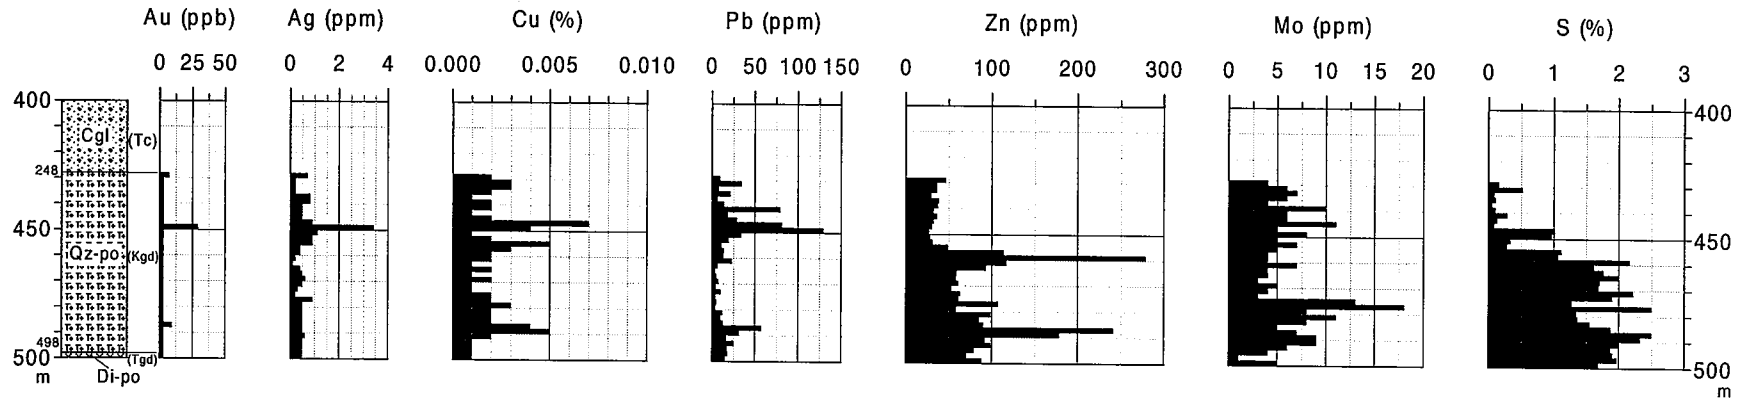 Au (ppb) Ag (ppm) Cu (%) Pb (ppm) Zn (ppm) Mo (ppm) S (%)
0 25 50 0 2 4 0.000 0.005 0.010 0 50 100 150 0 100 200 300 0 5 10 15 20 0 1 2 3
400 400
Cgl (Tc)
248
450 450
Qz-po (Kgd)
498
500 (Tgd) 500
m Di-po m